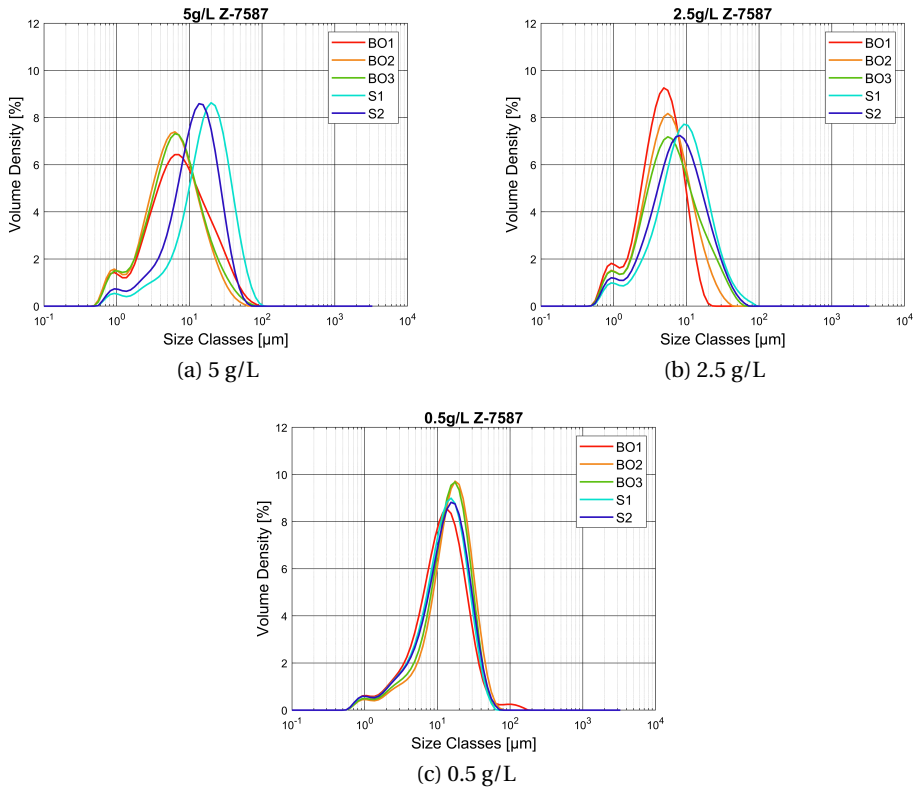 5g/L Z-7587
12
10
8
6
4
2
0
Volume Density [%]
BO1
BO2
BO3
S1
S2
10^-1 10^0 10^1 10^2 10^3 10^4
Size Classes [µm]
(a) 5 g/L
2.5g/L Z-7587
12
10
8
6
4
2
0
Volume Density [%]
BO1
BO2
BO3
S1
S2
10^-1 10^0 10^1 10^2 10^3 10^4
Size Classes [µm]
(b) 2.5 g/L
0.5g/L Z-7587
12
10
8
6
4
2
0
Volume Density [%]
BO1
BO2
BO3
S1
S2
10^-1 10^0 10^1 10^2 10^3 10^4
Size Classes [µm]
(c) 0.5 g/L